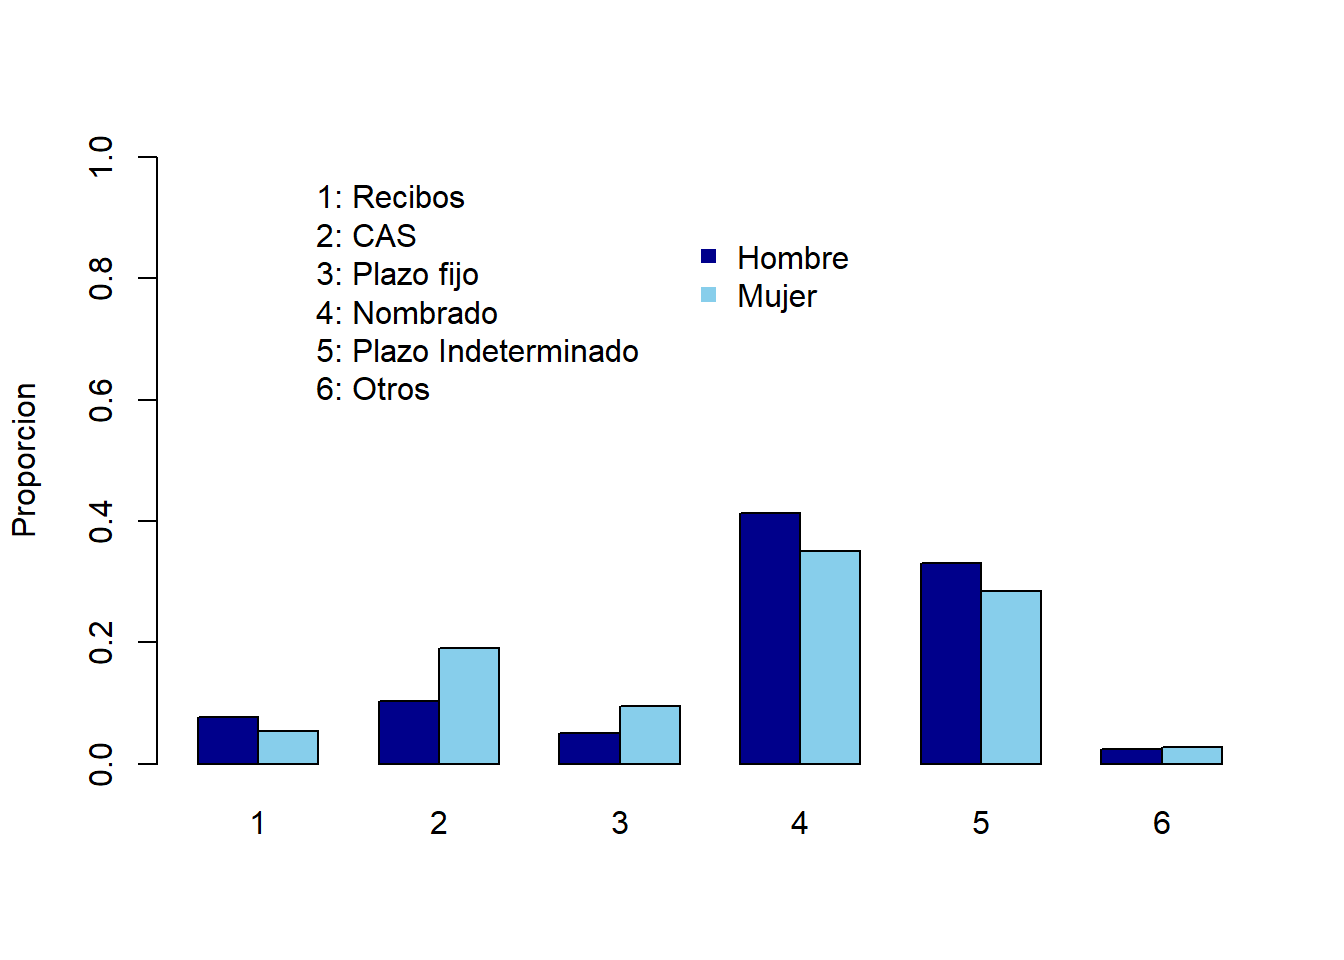 1: Recibos
2: CAS
3: Plazo fijo
4: Nombrado
5: Plazo Indeterminado
6: Otros
Hombre
Mujer
Proporcion
1.0
0.8
0.6
0.4
0.2
0.0
1 2 3 4 5 6